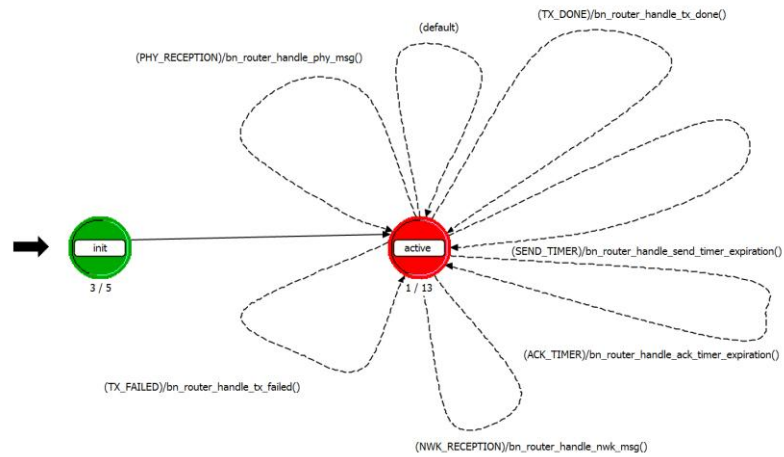 (TX_DONE)/bn_router_handle_tx_done()
(default)
(PHY_RECEPTION)/bn_router_handle_phy_msg()
init
active
(SEND_TIMER)/bn_router_handle_send_timer_expiration()
3 / 5
1 / 13
(ACK_TIMER)/bn_router_handle_ack_timer_expiration()
(TX_FAILED)/bn_router_handle_tx_failed()
(NWK_RECEPTION)/bn_router_handle_nwk_msg()